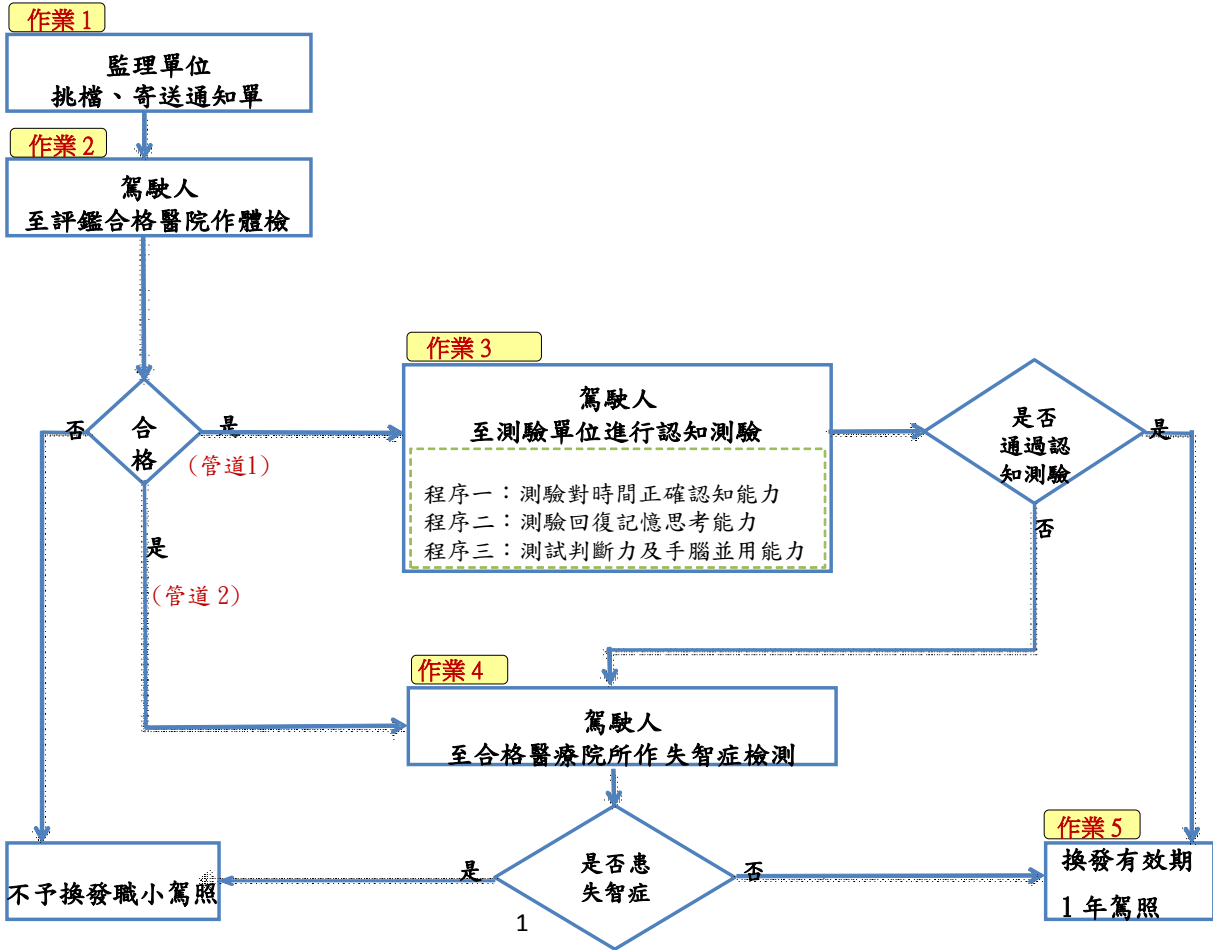 作業 1
監理單位
挑檔、寄送通知單
作業 2
駕駛人
至評鑑合格醫院作體檢
作業 3
駕駛人
至測驗單位進行認知測驗
程序一：測驗對時間正確認知能力
程序二：測驗回復記憶思考能力
程序三：測試判斷力及手腦並用能力
否
合
格
是
(管道1)
是
(管道 2)
是否
通過認
知測驗
是
否
作業 4
駕駛人
至合格醫療院所作失智症檢測
作業 5
換發有效期
1 年駕照
不予換發職小駕照
是
是否患
失智症
否
1